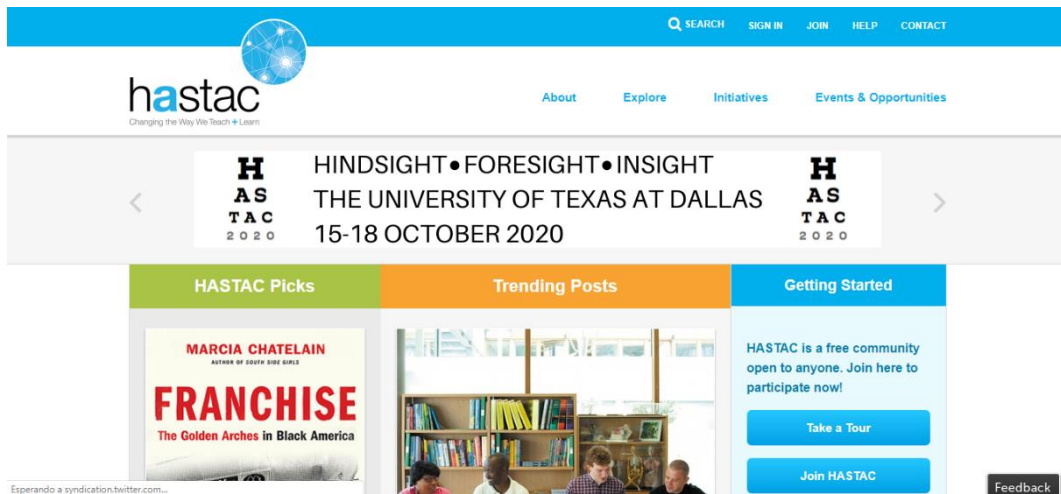 SEARCH SIGN IN JOIN HELP CONTACT
hastac
Changing the Way We Teach + Learn
About Explore Initiatives Events & Opportunities
H
AS
TAC
2020
HINDSIGHT•FORESIGHT•INSIGHT
THE UNIVERSITY OF TEXAS AT DALLAS
15-18 OCTOBER 2020
H
AS
TAC
2020
HASTAC Picks
MARCIA CHATELAIN
AUTHOR OF SOUTH SIDE GIRLS
FRANCHISE
The Golden Arches in Black America
Trending Posts
Getting Started
HASTAC is a free community
open to anyone. Join here to
participate now!
Take a Tour
Join HASTAC
Esperando a syndication.twitter.com...
Feedback